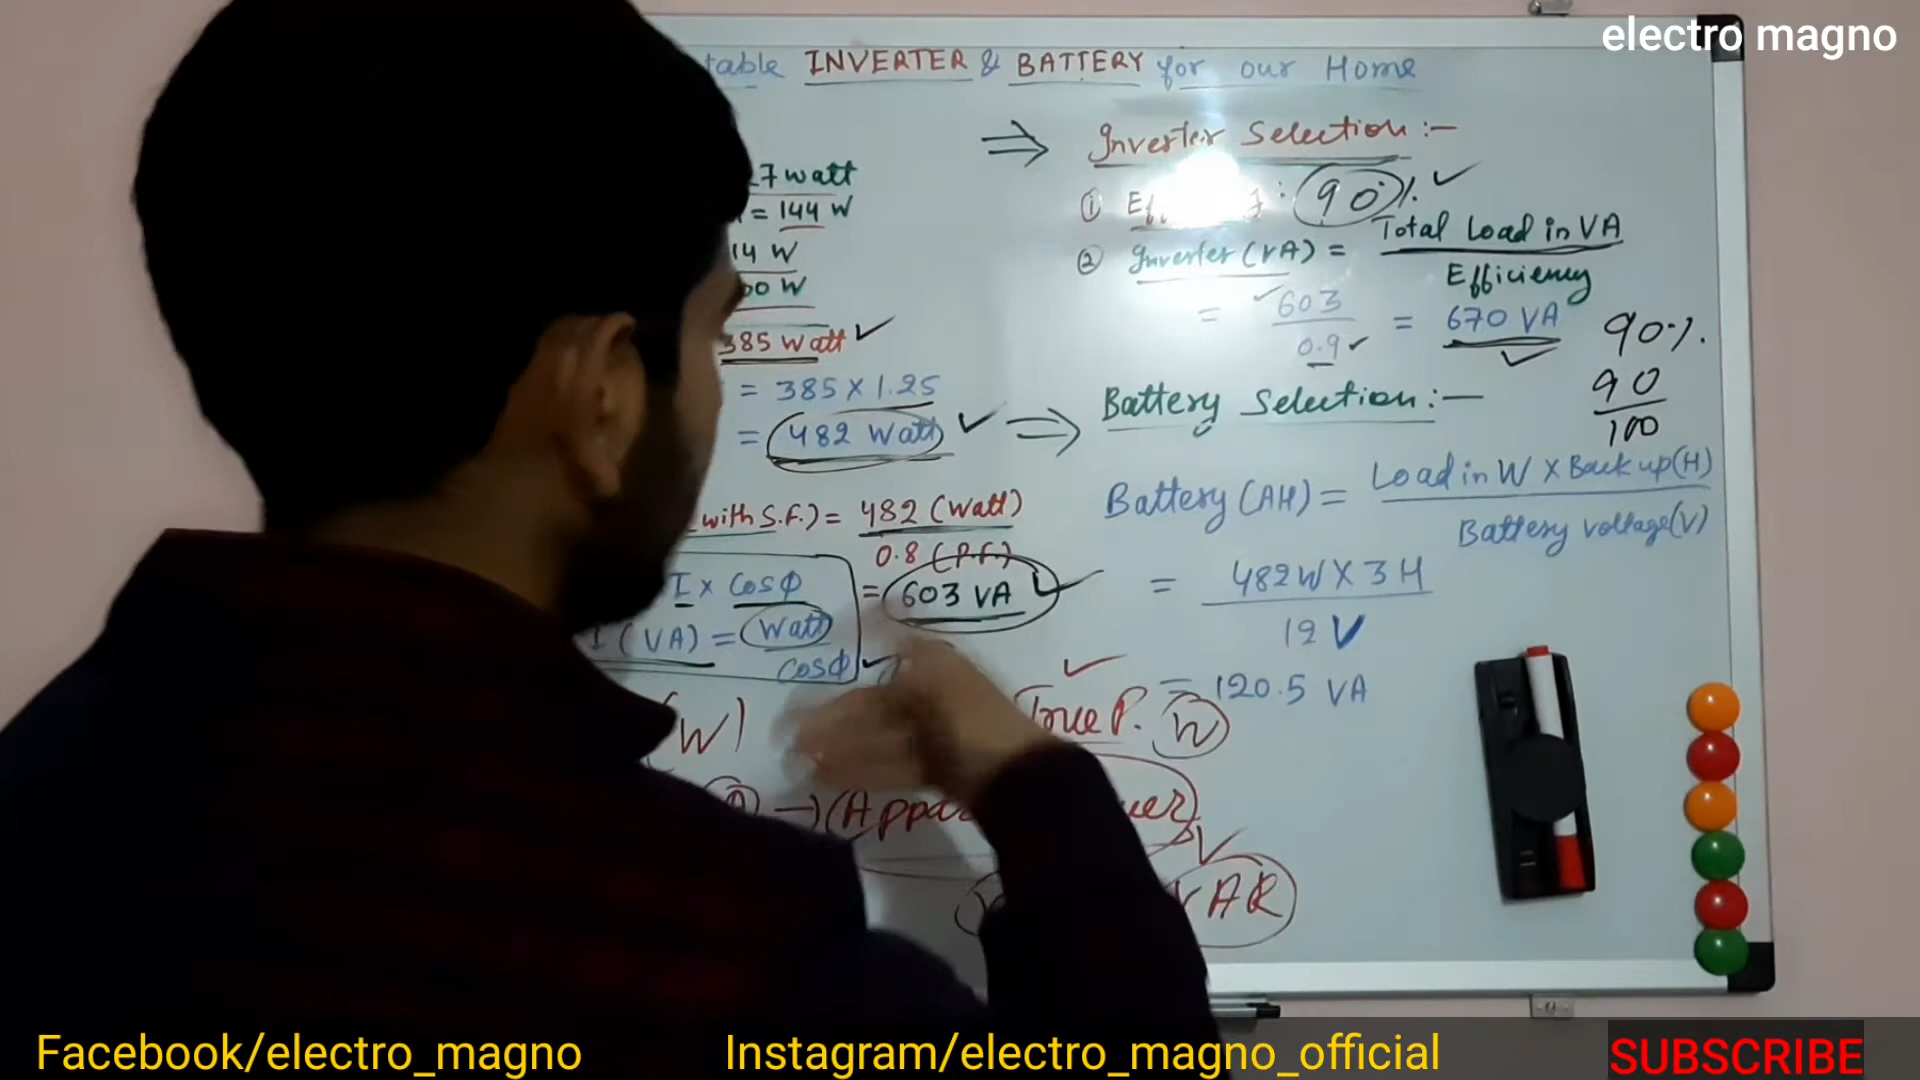 electro magno
table INVERTER & BATTERY for our Home
7 watt
= 144 W
14 W
00 W
385 watt
= 385 X 1.25
= 482 Watt
(with S.F.) = 482 (watt)
0.8 (P.F.)
= 603 VA
I x Cosφ
I (VA) = Watt
Cosφ
(W)
True P. W
(A)
VAR
⇒ Inverter Selection :-
① : 90%
② Inverter (VA) = Total Load in VA
Efficiency
= 603
0.9
= 670 VA
90%.
90
100
⇒ Battery Selection :-
Battery (AH) = Load in W X Back up (H)
Battery voltage (V)
= 482 W X 3 H
12 V
= 120.5 VA
Facebook/electro_magno
Instagram/electro_magno_official
SUBSCRIBE